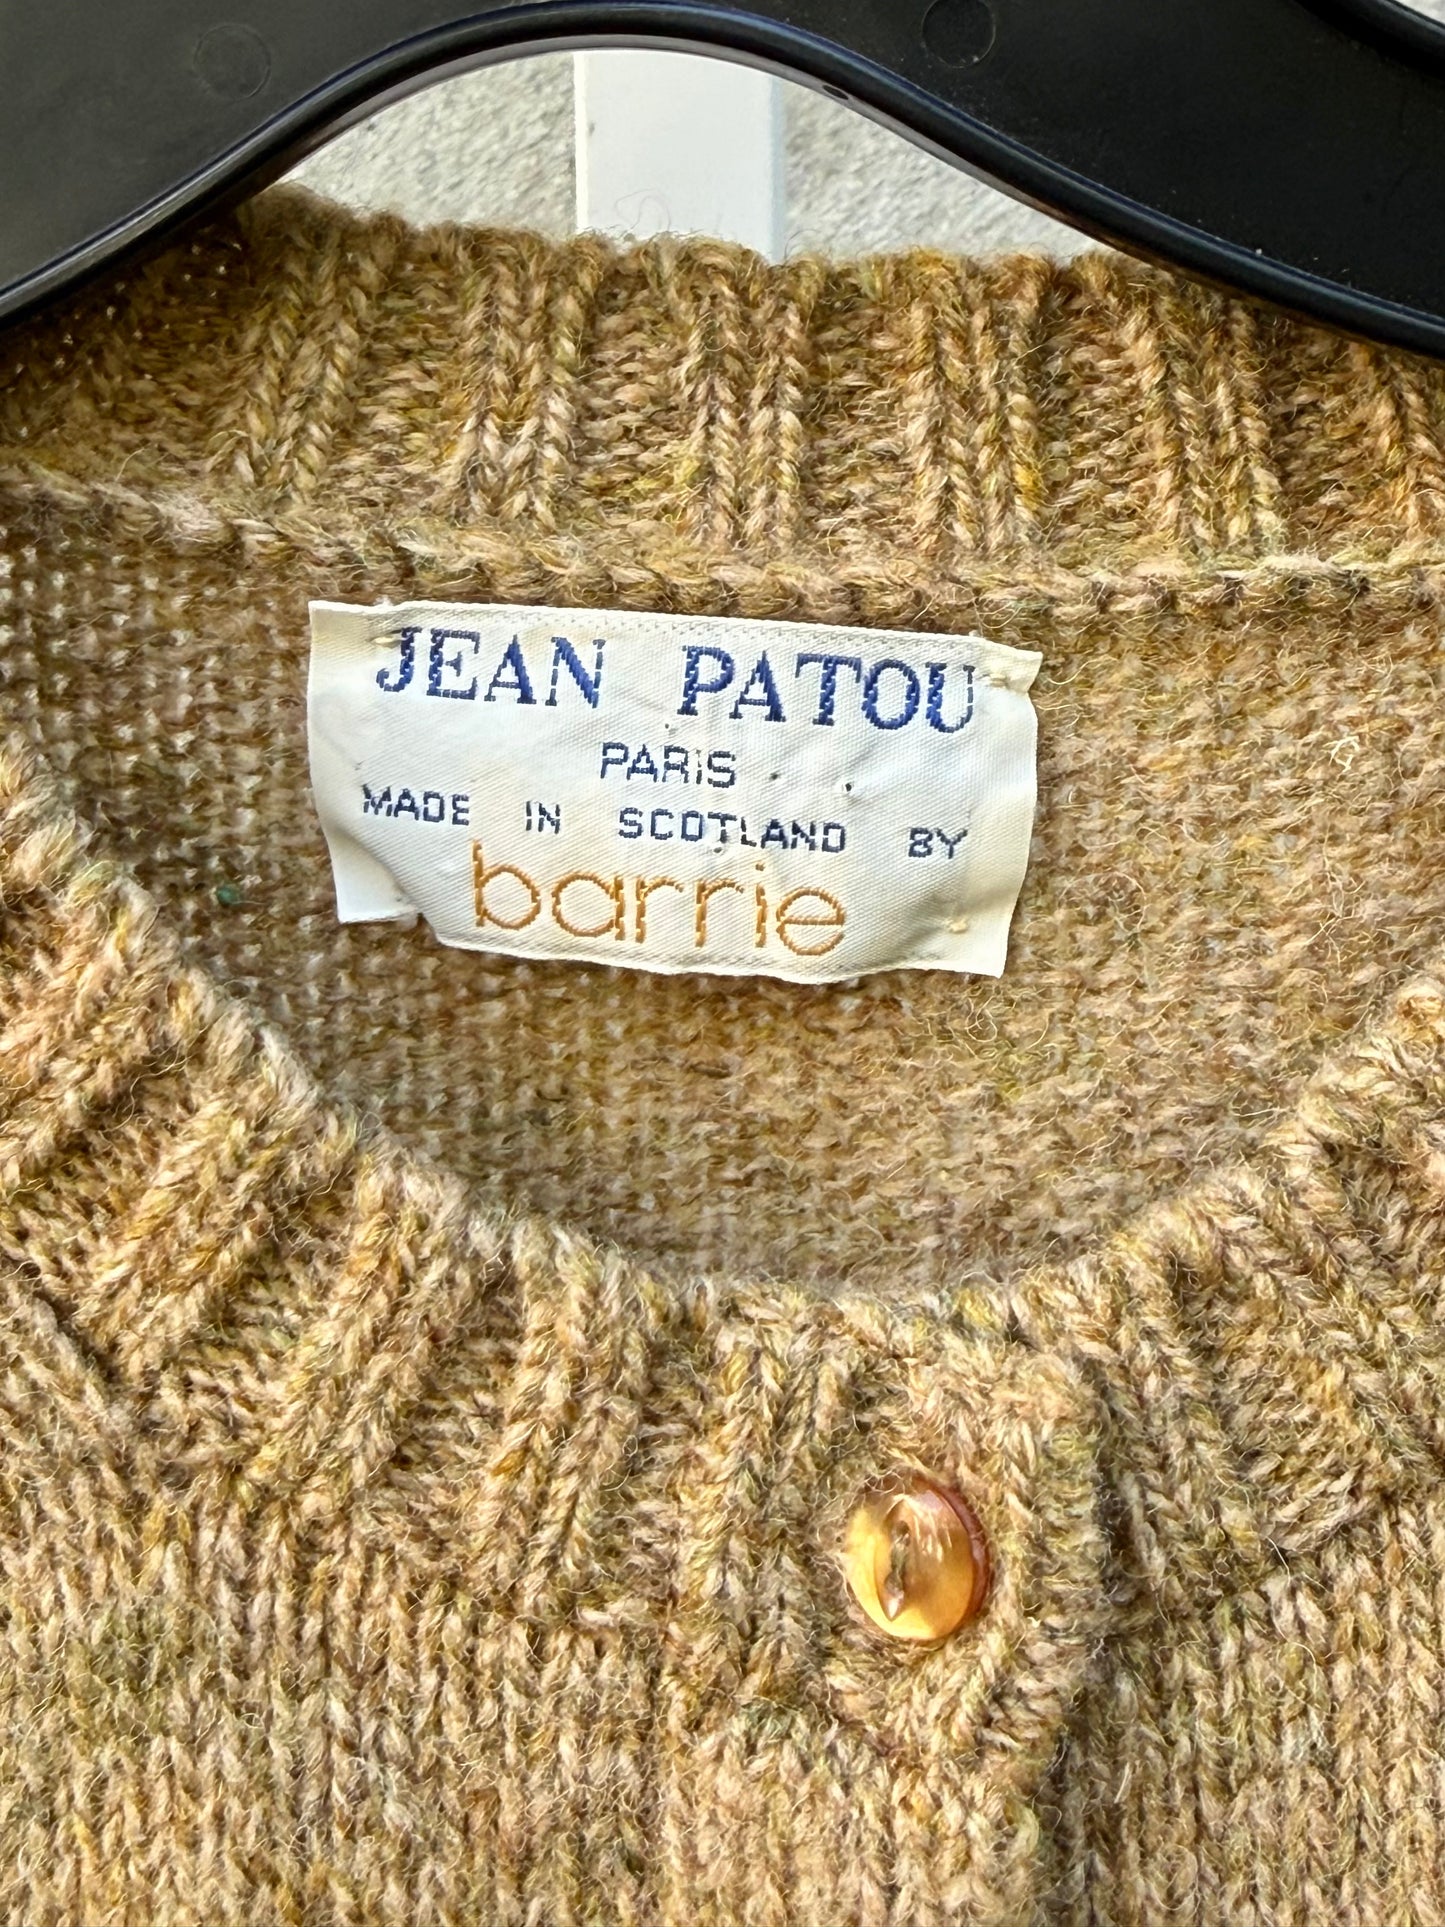 JEAN PATOU
PARIS
MADE IN SCOTLAND BY
barrie